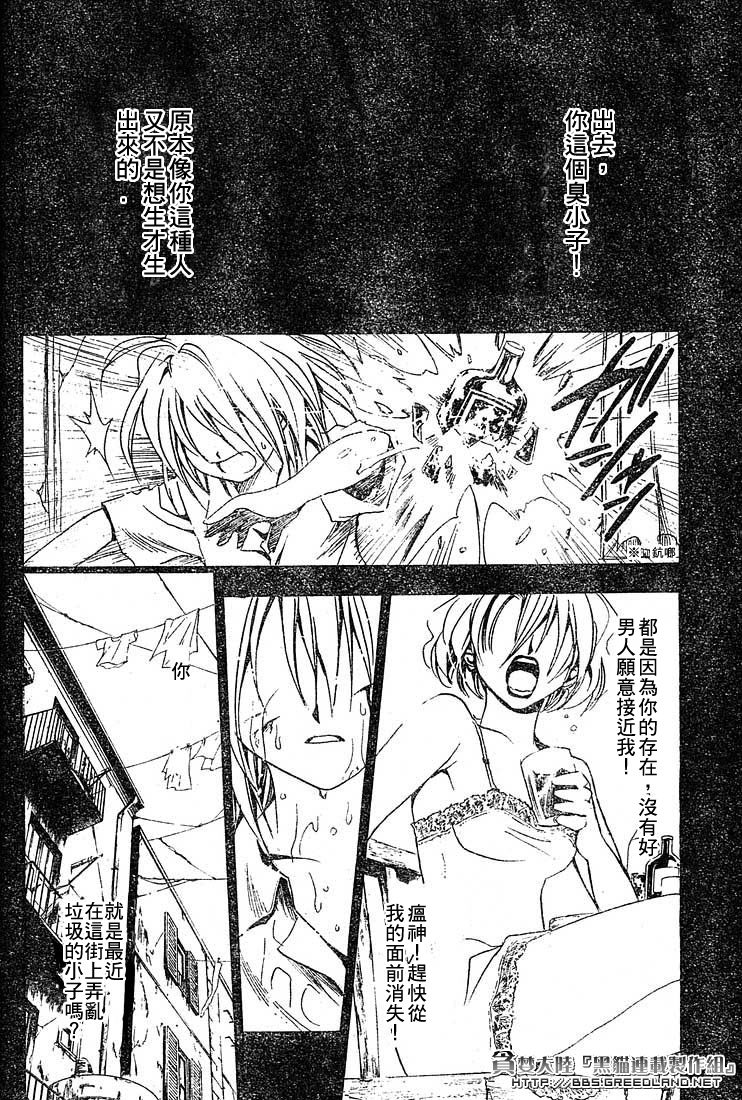 出去，
你這個臭小子！
原本像你這種人
又不是想生才生
出來的．
ガシャン
都是因為你的存在，沒有好
男人願意接近我！
瘟神！趕快從
我的面前消失！
你
就是最近
在這街上弄亂
垃圾的小子嗎？
貪婪大陸『黑貓連載製作組』
HTTP://BBS.GREEDLAND.NET